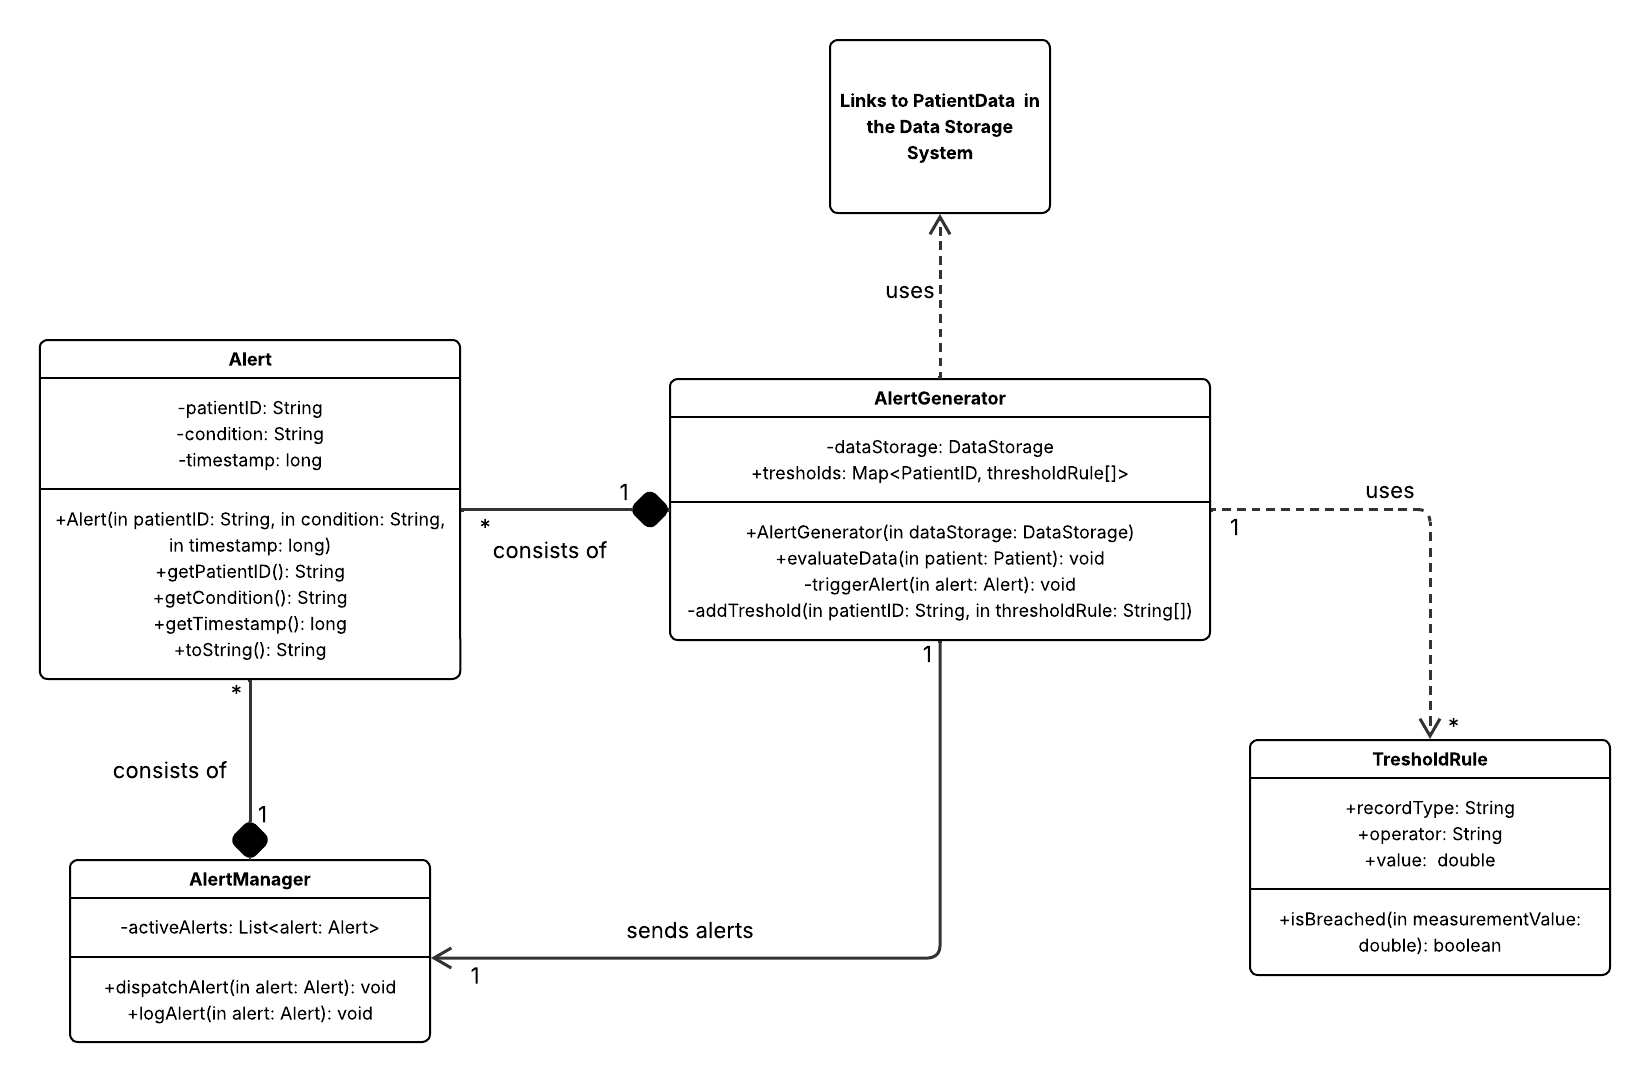 Links to PatientData in
the Data Storage
System
uses
Alert
-patientID: String
-condition: String
-timestamp: long
+Alert(in patientID: String, in condition: String,
in timestamp: long)
+getPatientID(): String
+getCondition(): String
+getTimestamp(): long
+toString(): String
1
*
consists of
AlertGenerator
-dataStorage: DataStorage
+tresholds: Map<PatientID, thresholdRule[]>
+AlertGenerator(in dataStorage: DataStorage)
+evaluateData(in patient: Patient): void
-triggerAlert(in alert: Alert): void
-addTreshold(in patientID: String, in thresholdRule: String[])
uses
1
*
1
*
consists of
1
AlertManager
-activeAlerts: List<alert: Alert>
+dispatchAlert(in alert: Alert): void
+logAlert(in alert: Alert): void
sends alerts
1
TresholdRule
+recordType: String
+operator: String
+value: double
+isBreached(in measurementValue:
double): boolean